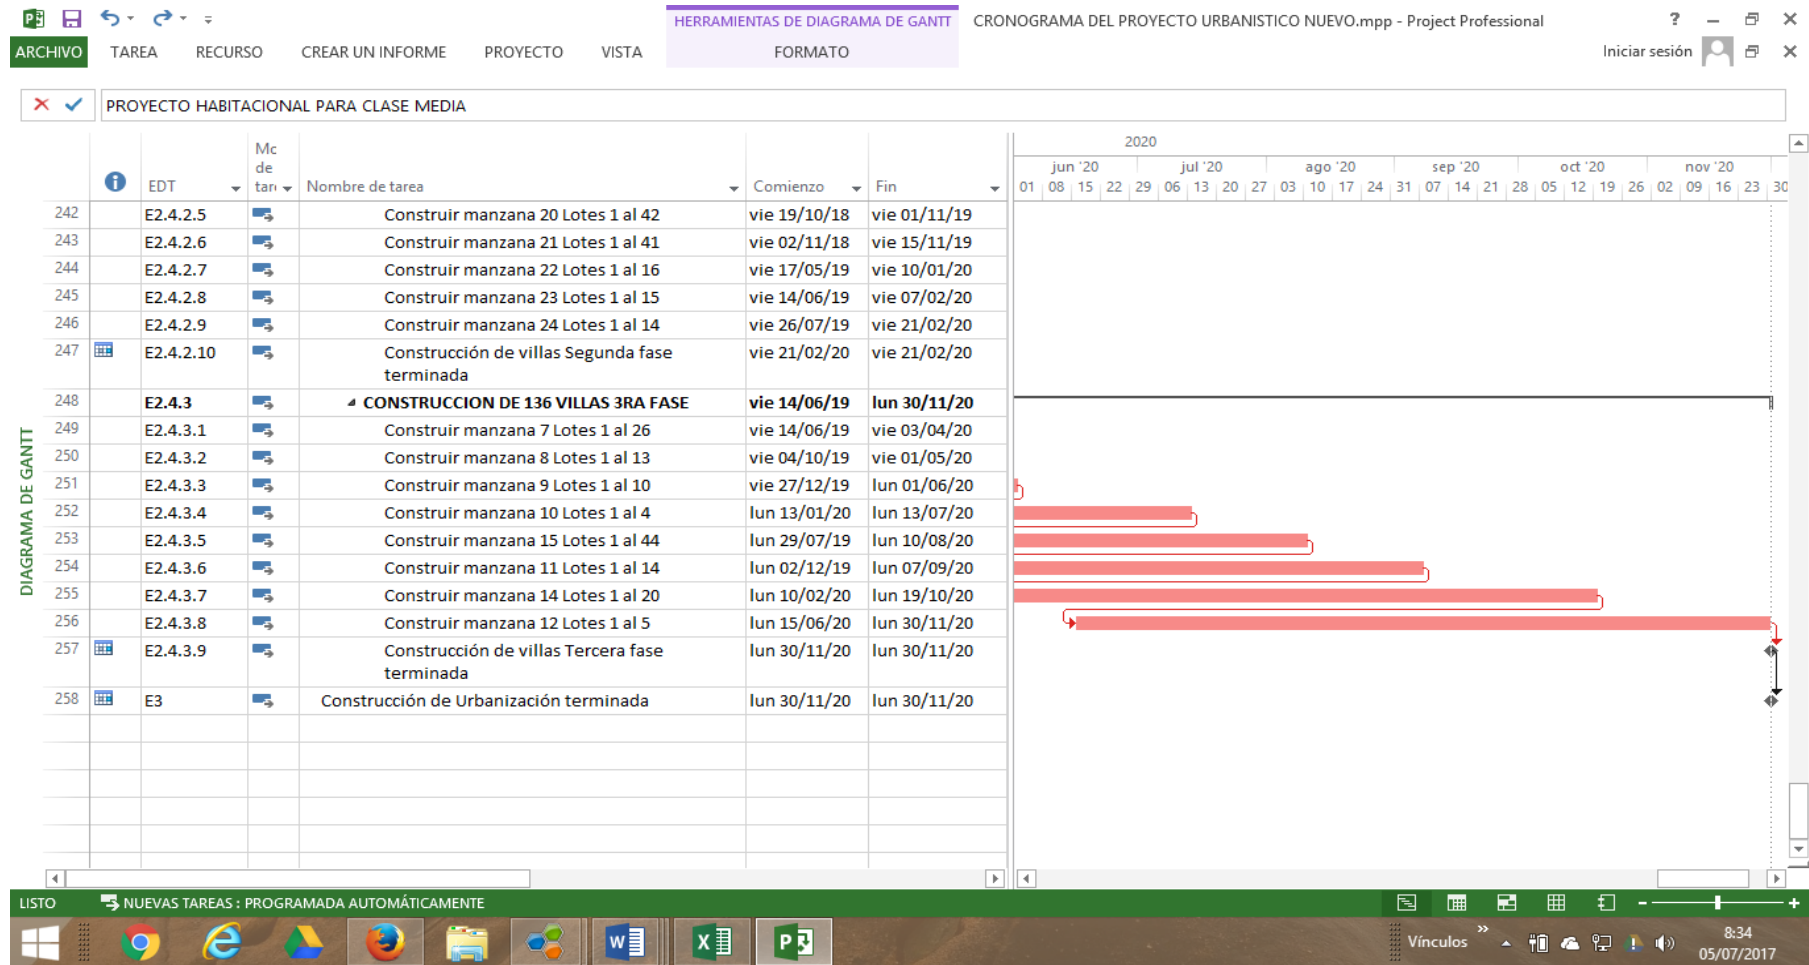 HERRAMIENTAS DE DIAGRAMA DE GANTT
CRONOGRAMA DEL PROYECTO URBANISTICO NUEVO.mpp - Project Professional
ARCHIVO TAREA RECURSO CREAR UN INFORME PROYECTO VISTA FORMATO Iniciar sesión
PROYECTO HABITACIONAL PARA CLASE MEDIA
2020
jun '20 jul '20 ago '20 sep '20 oct '20 nov '20
01 08 15 22 29 06 13 20 27 03 10 17 24 31 07 14 21 28 05 12 19 26 02 09 16 23 30
EDT Mc de tar Nombre de tarea Comienzo Fin
242 E2.4.2.5 Construir manzana 20 Lotes 1 al 42 vie 19/10/18 vie 01/11/19
243 E2.4.2.6 Construir manzana 21 Lotes 1 al 41 vie 02/11/18 vie 15/11/19
244 E2.4.2.7 Construir manzana 22 Lotes 1 al 16 vie 17/05/19 vie 10/01/20
245 E2.4.2.8 Construir manzana 23 Lotes 1 al 15 vie 14/06/19 vie 07/02/20
246 E2.4.2.9 Construir manzana 24 Lotes 1 al 14 vie 26/07/19 vie 21/02/20
247 E2.4.2.10 Construcción de villas Segunda fase vie 21/02/20 vie 21/02/20
terminada
248 E2.4.3 CONSTRUCCION DE 136 VILLAS 3RA FASE vie 14/06/19 lun 30/11/20
249 E2.4.3.1 Construir manzana 7 Lotes 1 al 26 vie 14/06/19 vie 03/04/20
250 E2.4.3.2 Construir manzana 8 Lotes 1 al 13 vie 04/10/19 vie 01/05/20
251 E2.4.3.3 Construir manzana 9 Lotes 1 al 10 vie 27/12/19 lun 01/06/20
252 E2.4.3.4 Construir manzana 10 Lotes 1 al 4 lun 13/01/20 lun 13/07/20
253 E2.4.3.5 Construir manzana 15 Lotes 1 al 44 lun 29/07/19 lun 10/08/20
254 E2.4.3.6 Construir manzana 11 Lotes 1 al 14 lun 02/12/19 lun 07/09/20
255 E2.4.3.7 Construir manzana 14 Lotes 1 al 20 lun 10/02/20 lun 19/10/20
256 E2.4.3.8 Construir manzana 12 Lotes 1 al 5 lun 15/06/20 lun 30/11/20
257 E2.4.3.9 Construcción de villas Tercera fase lun 30/11/20 lun 30/11/20
terminada
258 E3 Construcción de Urbanización terminada lun 30/11/20 lun 30/11/20
DIAGRAMA DE GANTT
LISTO NUEVAS TAREAS : PROGRAMADA AUTOMÁTICAMENTE
Vínculos
8:34
05/07/2017